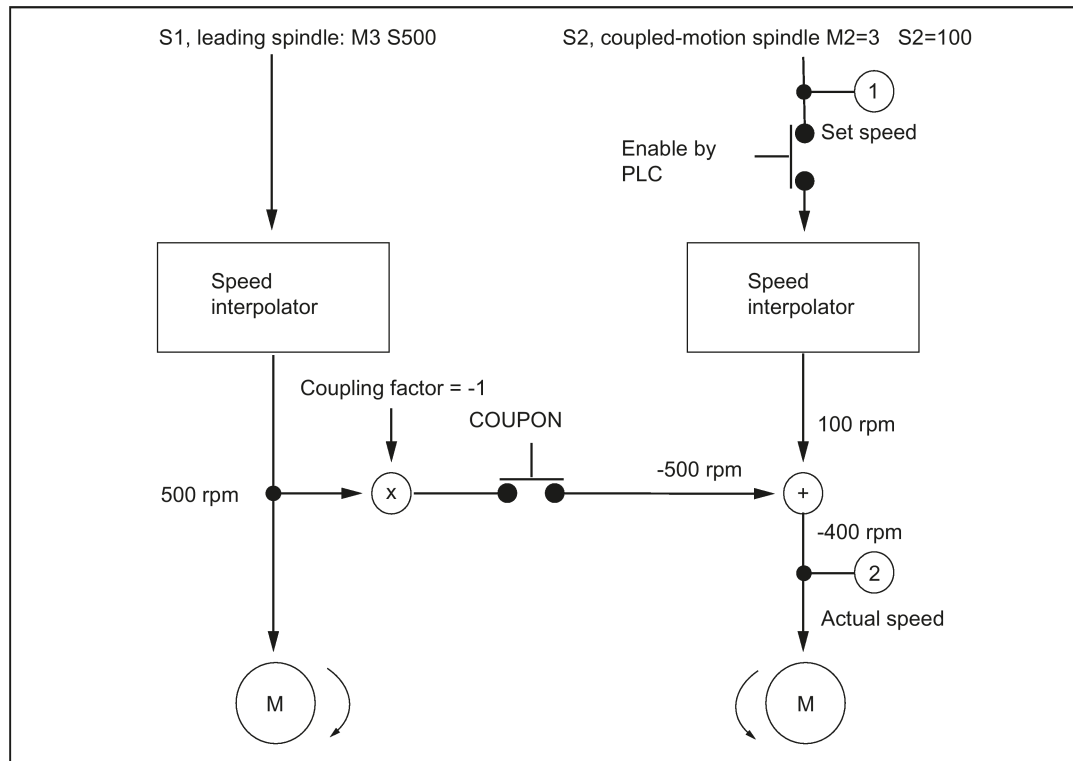 S1, leading spindle: M3 S500
S2, coupled-motion spindle M2=3 S2=100
1
Set speed
Enable by
PLC
Speed
interpolator
Speed
interpolator
Coupling factor = -1
COUPON
100 rpm
-500 rpm
500 rpm
x
+
-400 rpm
2
Actual speed
M
M